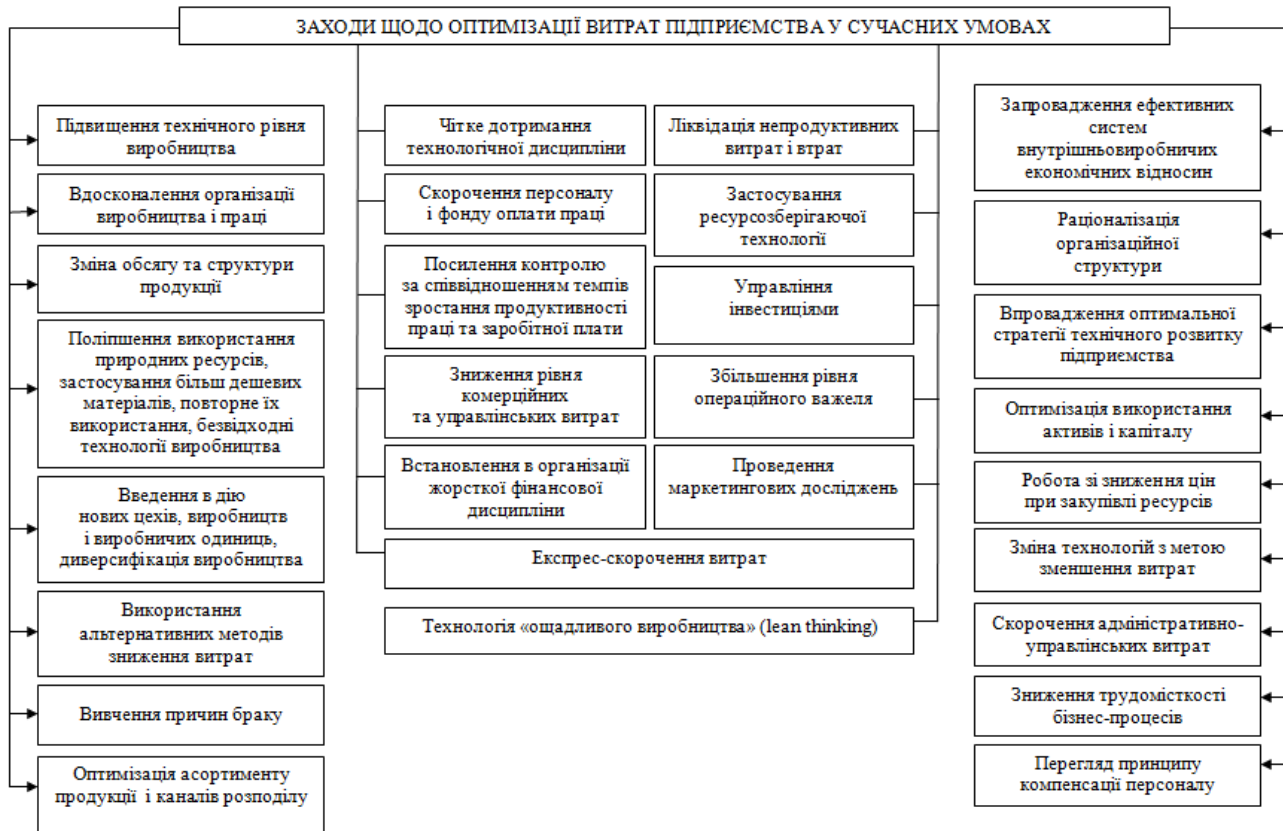 ЗАХОДИ ЩОДО ОПТИМІЗАЦІЇ ВИТРАТ ПІДПРИЄМСТВА У СУЧАСНИХ УМОВАХ
Підвищення технічного рівня
виробництва
Вдосконалення організації
виробництва і праці
Зміна обсягу та структури
продукції
Поліпшення використання
природних ресурсів,
застосування більш дешевих
матеріалів, повторне їх
використання, безвідходні
технології виробництва
Введення в дію
нових цехів, виробництв
і виробничих одиниць,
диверсифікація виробництва
Використання
альтернативних методів
зниження витрат
Вивчення причин браку
Оптимізація асортименту
продукції і каналів розподілу
Чітке дотримання
технологічної дисципліни
Скорочення персоналу
і фонду оплати праці
Посилення контролю
за співвідношенням темпів
зростання продуктивності
праці та заробітної плати
Зниження рівня
комерційних
та управлінських витрат
Встановлення в організації
жорсткої фінансової
дисципліни
Експрес-скорочення витрат
Технологія «ощадливого виробництва» (lean thinking)
Ліквідація непродуктивних
витрат і втрат
Застосування
ресурсозберігаючої
технології
Управління
інвестиціями
Збільшення рівня
операційного важеля
Проведення
маркетингових досліджень
Запровадження ефективних
систем
внутрішньовиробничих
економічних відносин
Раціоналізація
організаційної
структури
Впровадження оптимальної
стратегії технічного розвитку
підприємства
Оптимізація використання
активів і капіталу
Робота зі зниження цін
при закупівлі ресурсів
Зміна технологій з метою
зменшення витрат
Скорочення адміністративно-
управлінських витрат
Зниження трудомісткості
бізнес-процесів
Перегляд принципу
компенсації персоналу